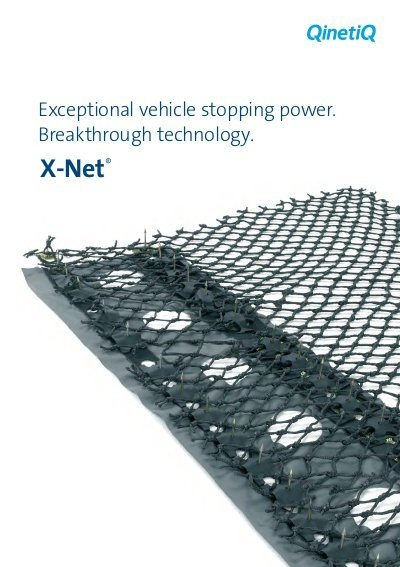 QinetiQ
Exceptional vehicle stopping power.
Breakthrough technology.
X-Net®